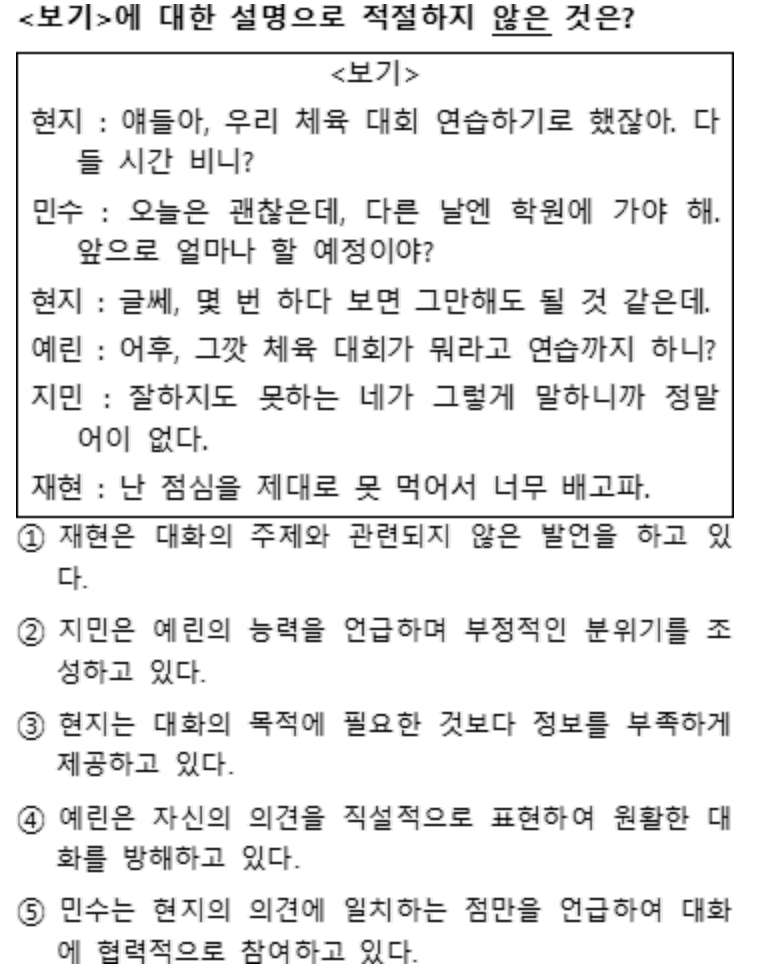 <보기>에 대한 설명으로 적절하지 않은 것은?
<보기>
현지 : 얘들아, 우리 체육 대회 연습하기로 했잖아. 다
들 시간 비니?
민수 : 오늘은 괜찮은데, 다른 날엔 학원에 가야 해.
앞으로 얼마나 할 예정이야?
현지 : 글쎄, 몇 번 하다 보면 그만해도 될 것 같은데.
예린 : 어후, 그깟 체육 대회가 뭐라고 연습까지 하니?
지민 : 잘하지도 못하는 네가 그렇게 말하니까 정말
어이 없다.
재현 : 난 점심을 제대로 못 먹어서 너무 배고파.
① 재현은 대화의 주제와 관련되지 않은 발언을 하고 있
다.
② 지민은 예린의 능력을 언급하며 부정적인 분위기를 조
성하고 있다.
③ 현지는 대화의 목적에 필요한 것보다 정보를 부족하게
제공하고 있다.
④ 예린은 자신의 의견을 직설적으로 표현하여 원활한 대
화를 방해하고 있다.
⑤ 민수는 현지의 의견에 일치하는 점만을 언급하여 대화
에 협력적으로 참여하고 있다.